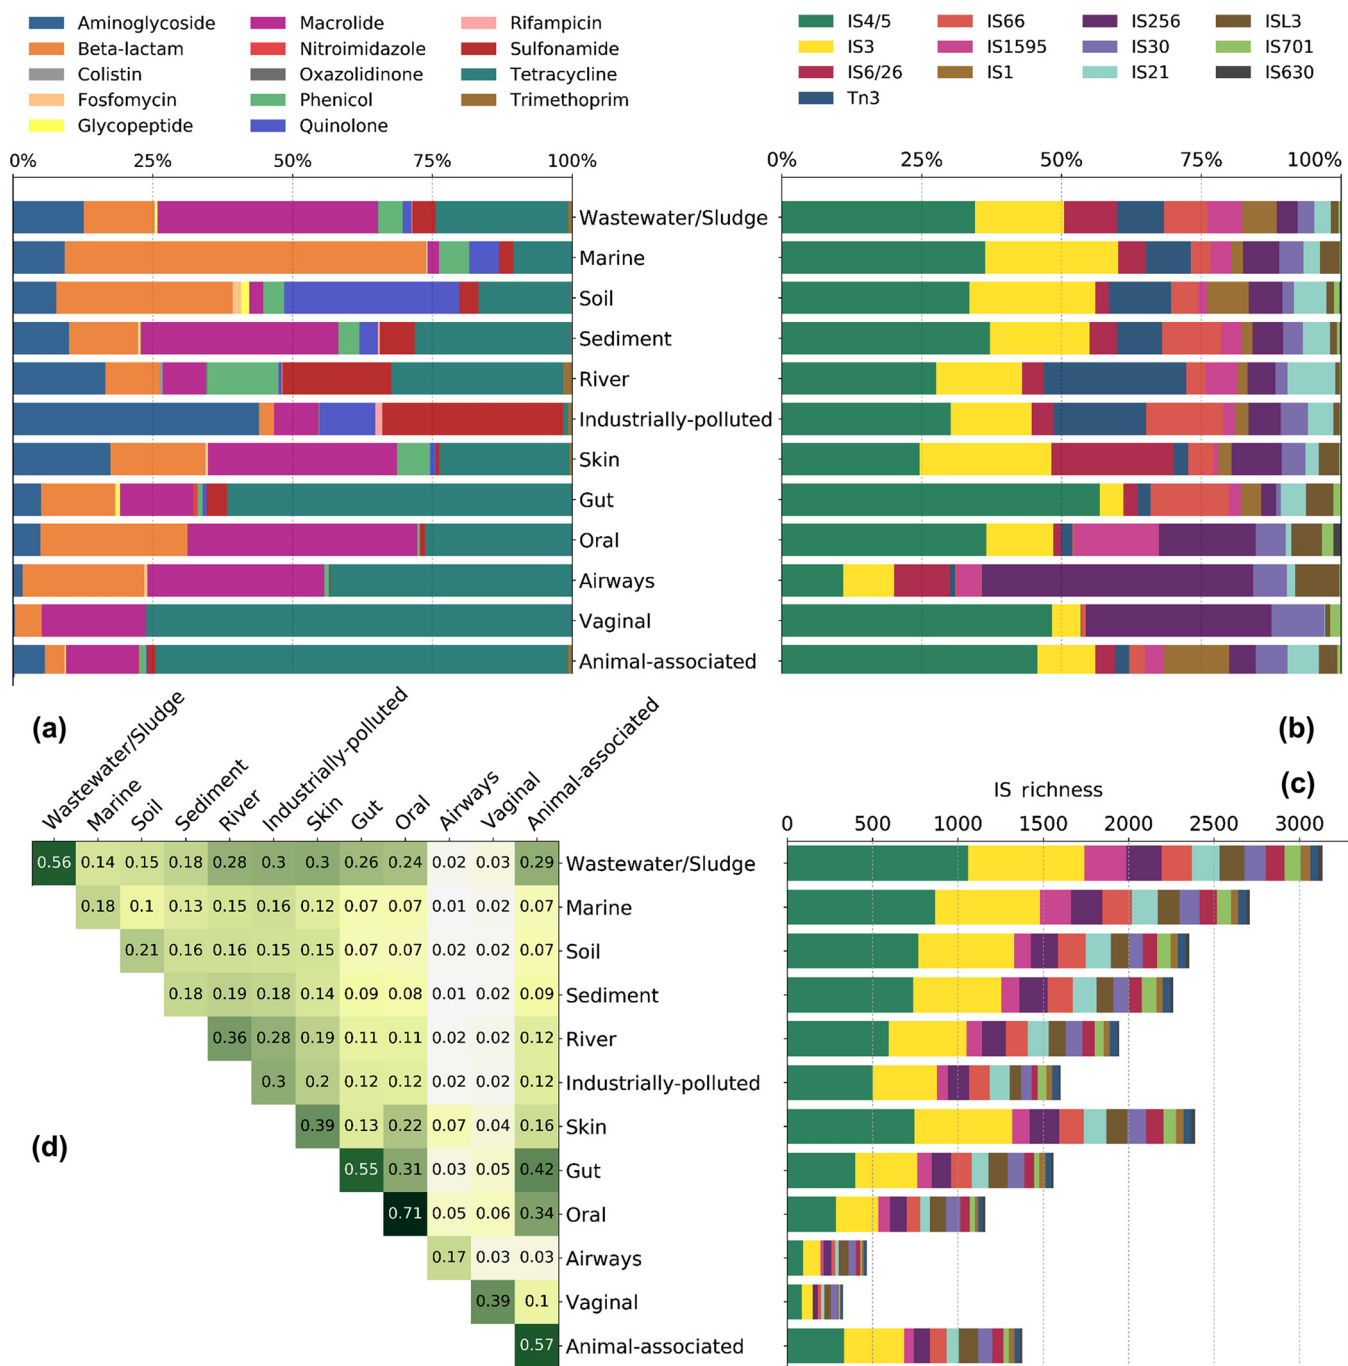 Aminoglycoside Macrolide Rifampicin
Beta-lactam Nitroimidazole Sulfonamide
Colistin Oxazolidinone Tetracycline
Fosfomycin Phenicol Trimethoprim
Glycopeptide Quinolone
0% 25% 50% 75% 100%
IS4/5 IS66 IS256 ISL3
IS3 IS1595 IS30 IS701
IS6/26 IS1 IS21 IS630
Tn3
0% 25% 50% 75% 100%
Wastewater/Sludge
Marine
Soil
Sediment
River
Industrially-polluted
Skin
Gut
Oral
Airways
Vaginal
Animal-associated
(a)
(b)
(c)
IS richness
0 500 1000 1500 2000 2500 3000
Wastewater/Sludge
Marine
Soil
Sediment
River
Industrially-polluted
Skin
Gut
Oral
Airways
Vaginal
Animal-associated
0.56 0.14 0.15 0.18 0.28 0.3 0.3 0.26 0.24 0.02 0.03 0.29 Wastewater/Sludge
0.18 0.1 0.13 0.15 0.16 0.12 0.07 0.07 0.01 0.02 0.07 Marine
0.21 0.16 0.16 0.15 0.15 0.07 0.07 0.02 0.02 0.07 Soil
0.18 0.19 0.18 0.14 0.09 0.08 0.01 0.02 0.09 Sediment
0.36 0.28 0.19 0.11 0.11 0.02 0.02 0.12 River
0.3 0.2 0.12 0.12 0.02 0.02 0.12 Industrially-polluted
0.39 0.13 0.22 0.07 0.04 0.16 Skin
(d)
0.55 0.31 0.03 0.05 0.42 Gut
0.71 0.05 0.06 0.34 Oral
0.17 0.03 0.03 Airways
0.39 0.1 Vaginal
0.57 Animal-associated